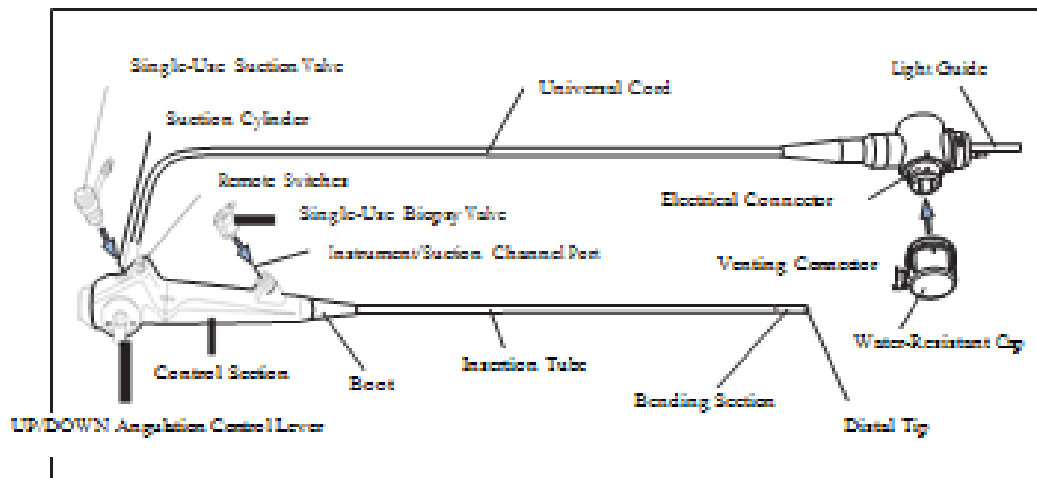 Single-Use Suction Valve
Light Guide
Universal Cord
Suction Cylinder
Remote Switches
Electrical Connector
Single-Use Biopsy Valve
Instrument/Suction Channel Port
Venting Connector
Water-Resistant Cap
Insertion Tube
Control Section
Boot
Bending Section
UP/DOWN Angulation Control Lever
Distal Tip